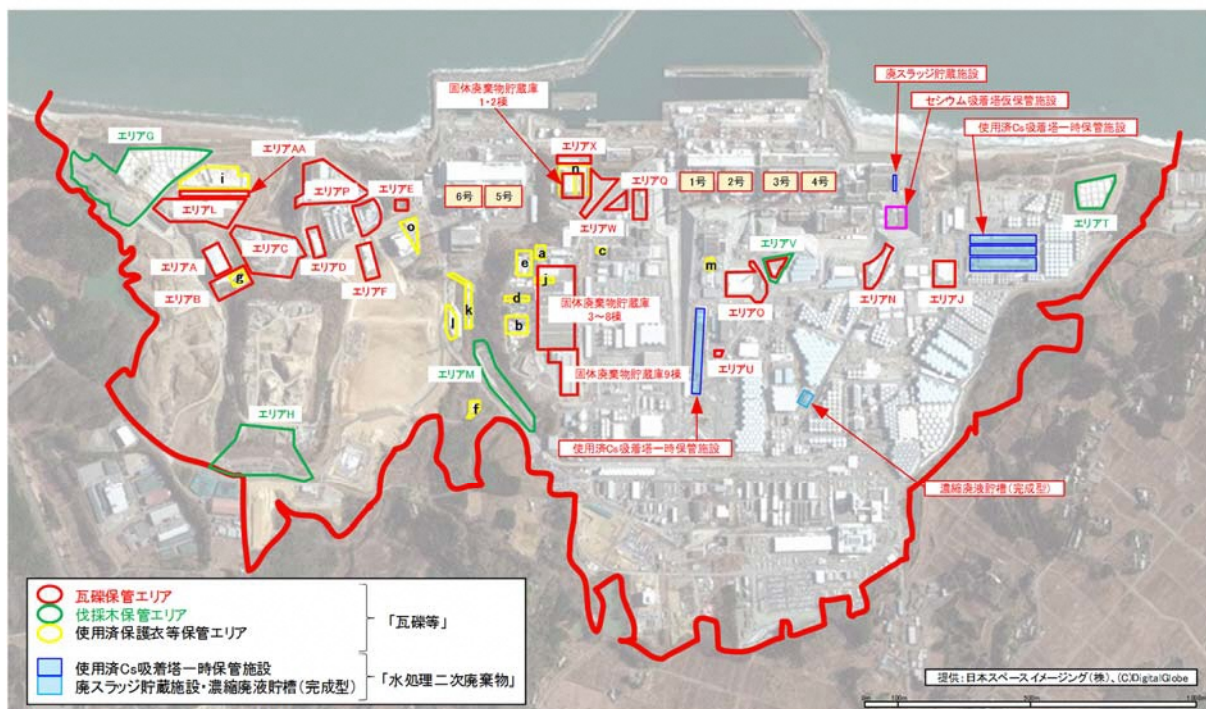 廃スラッジ貯蔵施設
固体廃棄物貯蔵庫
1・2棟
セシウム吸着塔仮保管施設
使用済Cs吸着塔一時保管施設
エリアG
エリアAA
エリアX
i
n
エリアP
エリアE
エリアQ
6号
5号
1号
2号
3号
4号
エリアT
エリアL
エリアW
o
エリアC
エリアV
エリアA
エリアD
a
c
e
m
g
j
エリアB
エリアF
エリアN
エリアJ
d
k
固体廃棄物貯蔵庫
3～8棟
エリアO
l
b
エリアM
固体廃棄物貯蔵庫9棟
エリアU
f
エリアH
使用済Cs吸着塔一時保管施設
濃縮廃液貯槽(完成型)
瓦礫保管エリア
伐採木保管エリア
使用済保護衣等保管エリア
「瓦礫等」
使用済Cs吸着塔一時保管施設
廃スラッジ貯蔵施設・濃縮廃液貯槽(完成型)
「水処理二次廃棄物」
提供:日本スペースイメージング(株)、(C)DigitalGlobe
0m 100m 500m 1,000m